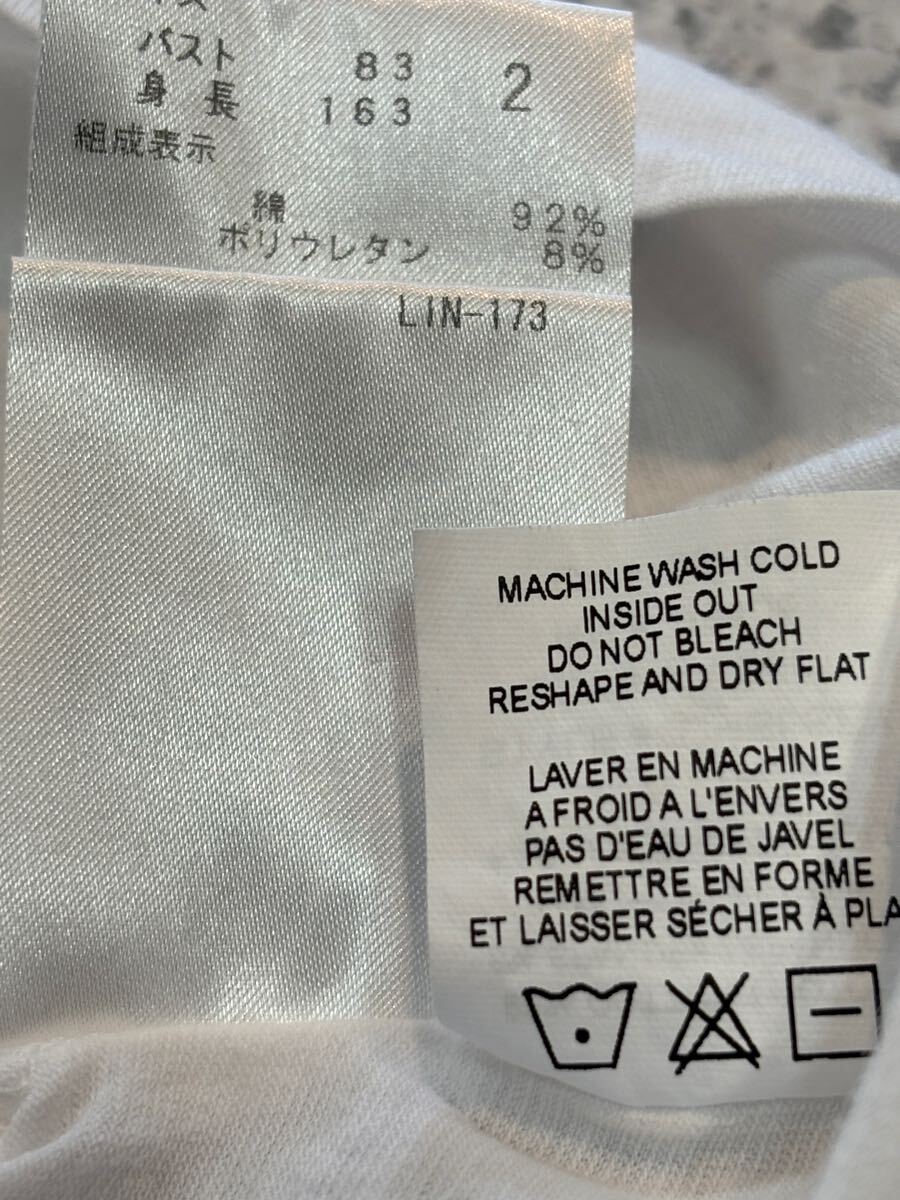 バスト 83 2
身長 163
組成表示
綿 92%
ポリウレタン 8%
LIN-173
MACHINE WASH COLD
INSIDE OUT
DO NOT BLEACH
RESHAPE AND DRY FLAT
LAVER EN MACHINE
A FROID A L'ENVERS
PAS D'EAU DE JAVEL
REMETTRE EN FORME
ET LAISSER SÉCHER À PLA